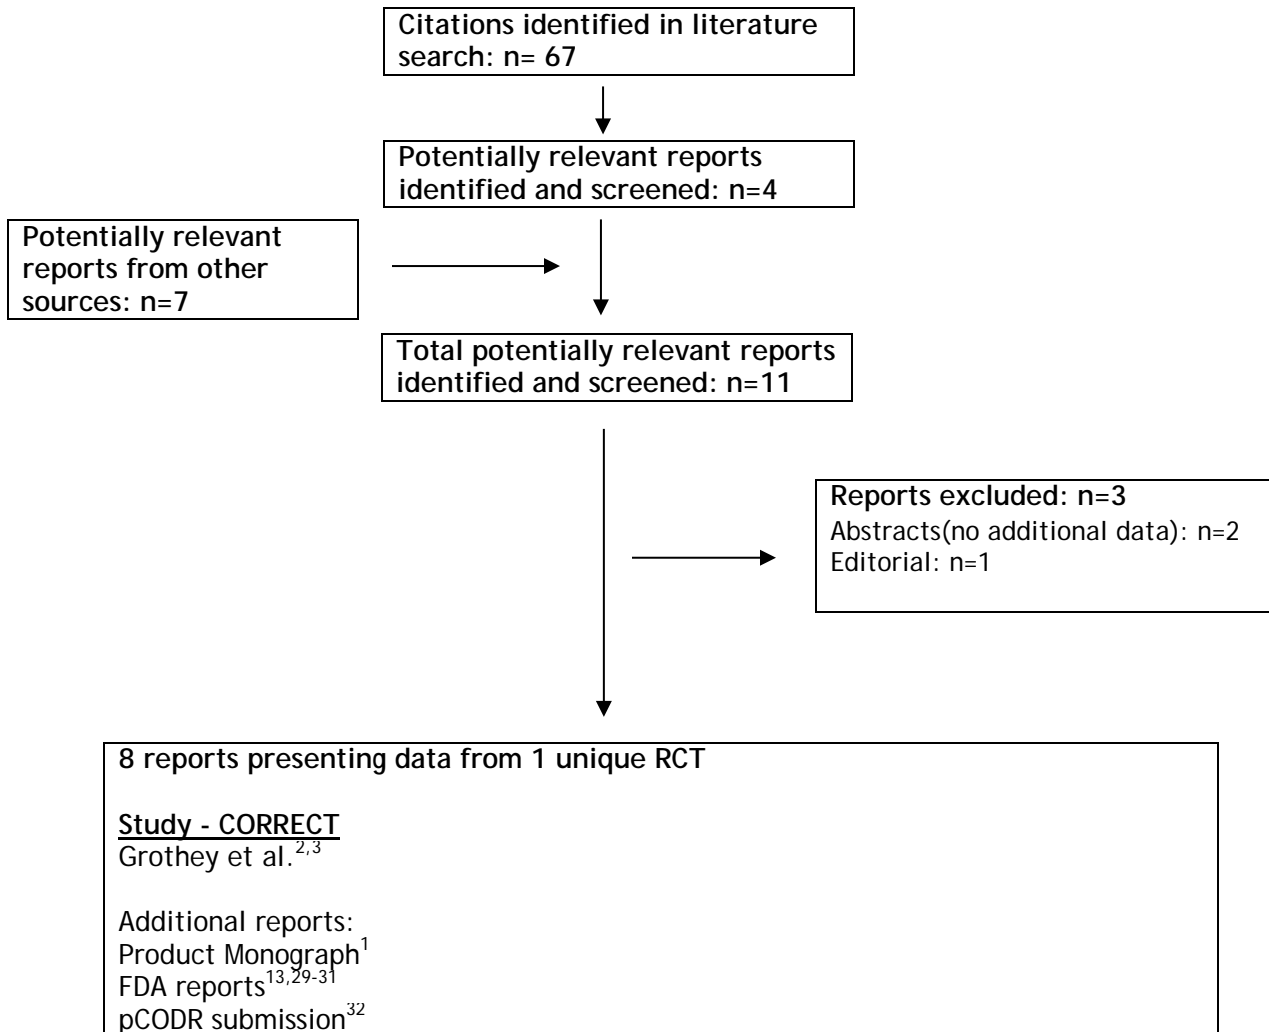 Citations identified in literature
search: n= 67
Potentially relevant reports
identified and screened: n=4
Potentially relevant
reports from other
sources: n=7
Total potentially relevant reports
identified and screened: n=11
Reports excluded: n=3
Abstracts(no additional data): n=2
Editorial: n=1
8 reports presenting data from 1 unique RCT
Study - CORRECT
Grothey et al.2,3
Additional reports:
Product Monograph1
FDA reports13,29-31
pCODR submission32